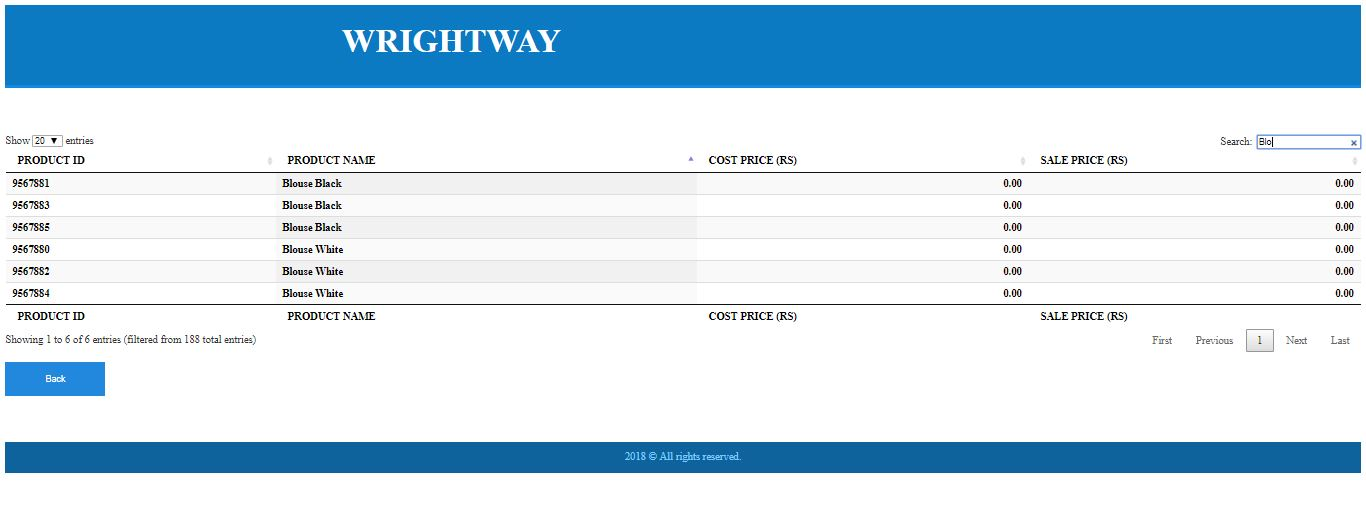 WRIGHTWAY
Show 20 entries Search: Blo
PRODUCT ID PRODUCT NAME COST PRICE (RS) SALE PRICE (RS)
9567881 Blouse Black 0.00 0.00
9567883 Blouse Black 0.00 0.00
9567885 Blouse Black 0.00 0.00
9567880 Blouse White 0.00 0.00
9567882 Blouse White 0.00 0.00
9567884 Blouse White 0.00 0.00
PRODUCT ID PRODUCT NAME COST PRICE (RS) SALE PRICE (RS)
Showing 1 to 6 of 6 entries (filtered from 188 total entries) First Previous 1 Next Last
Back
2018 © All rights reserved.